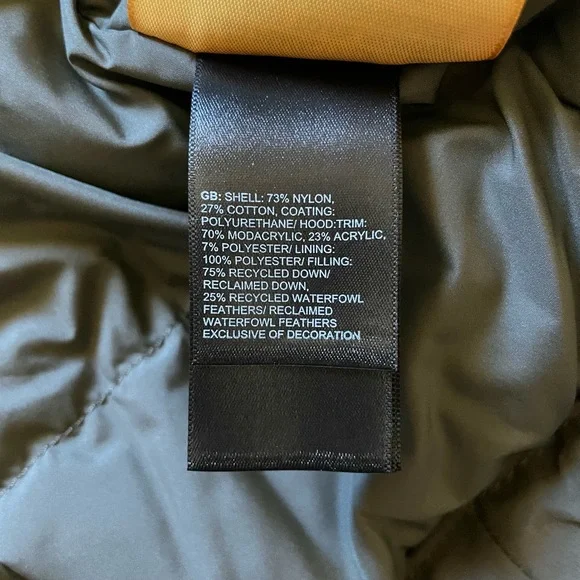 GB: SHELL: 73% NYLON,
27% COTTON, COATING:
POLYURETHANE/ HOOD:TRIM:
70% MODACRYLIC, 23% ACRYLIC,
7% POLYESTER/ LINING:
100% POLYESTER/ FILLING:
75% RECYCLED DOWN/
RECLAIMED DOWN,
25% RECYCLED WATERFOWL
FEATHERS/ RECLAIMED
WATERFOWL FEATHERS
EXCLUSIVE OF DECORATION